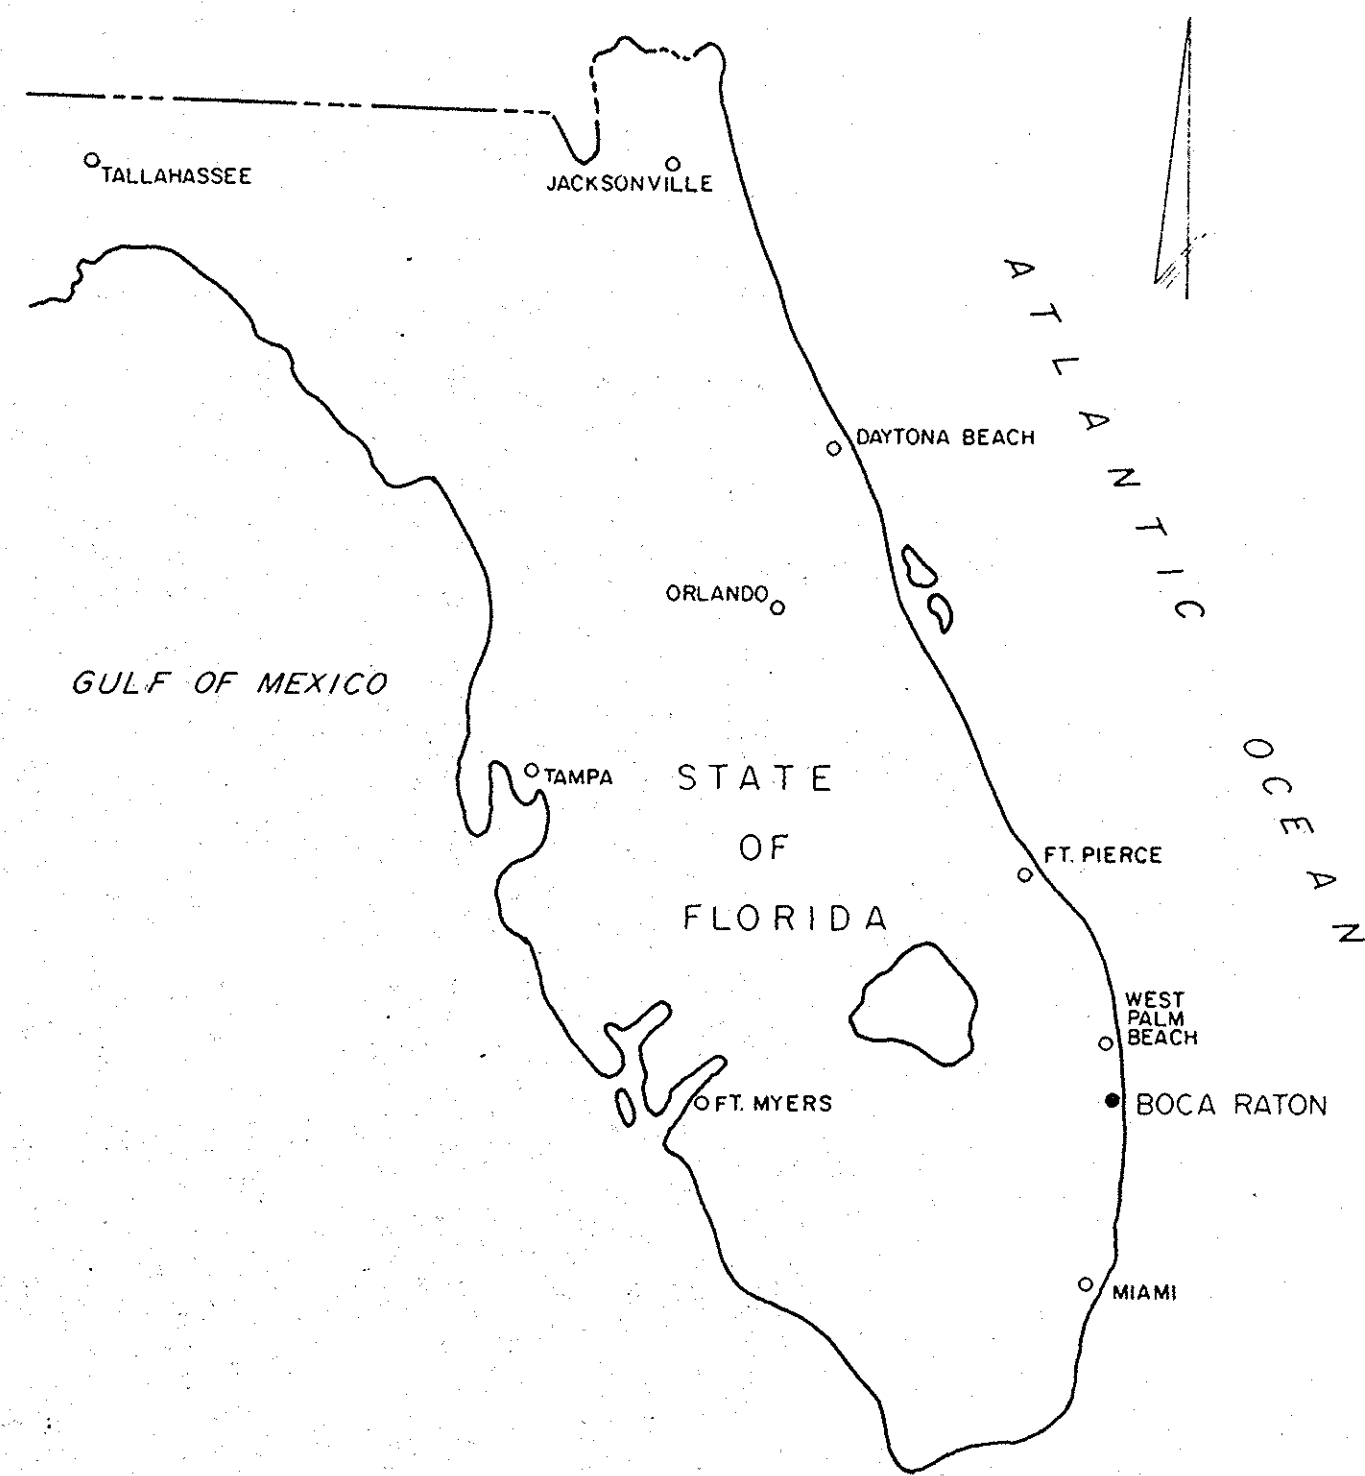 TALLAHASSEE
JACKSONVILLE
ATLANTIC OCEAN
DAYTONA BEACH
ORLANDO
GULF OF MEXICO
TAMPA
STATE
OF
FLORIDA
FT. PIERCE
WEST
PALM
BEACH
FT. MYERS
BOCA RATON
MIAMI